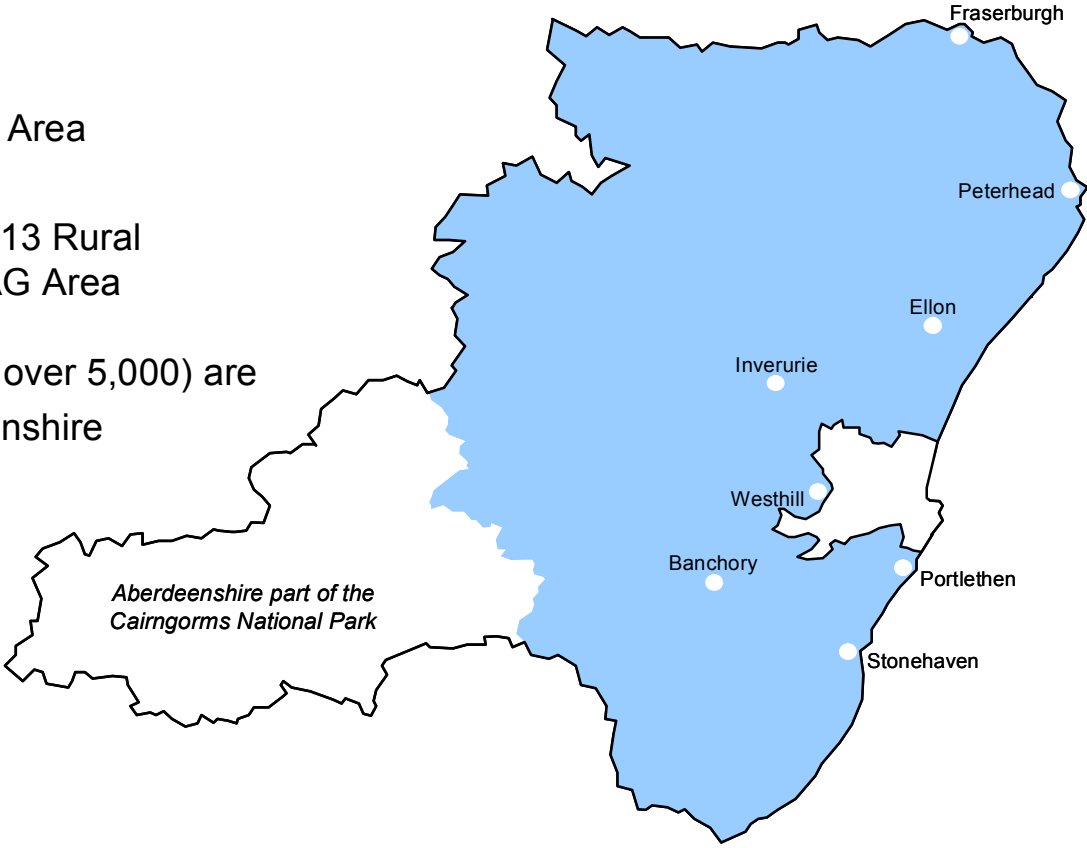 Area
13 Rural
G Area
over 5,000) are
nshire
Fraserburgh
Peterhead
Ellon
Inverurie
Westhill
Banchory
Portlethen
Aberdeenshire part of the
Cairngorms National Park
Stonehaven